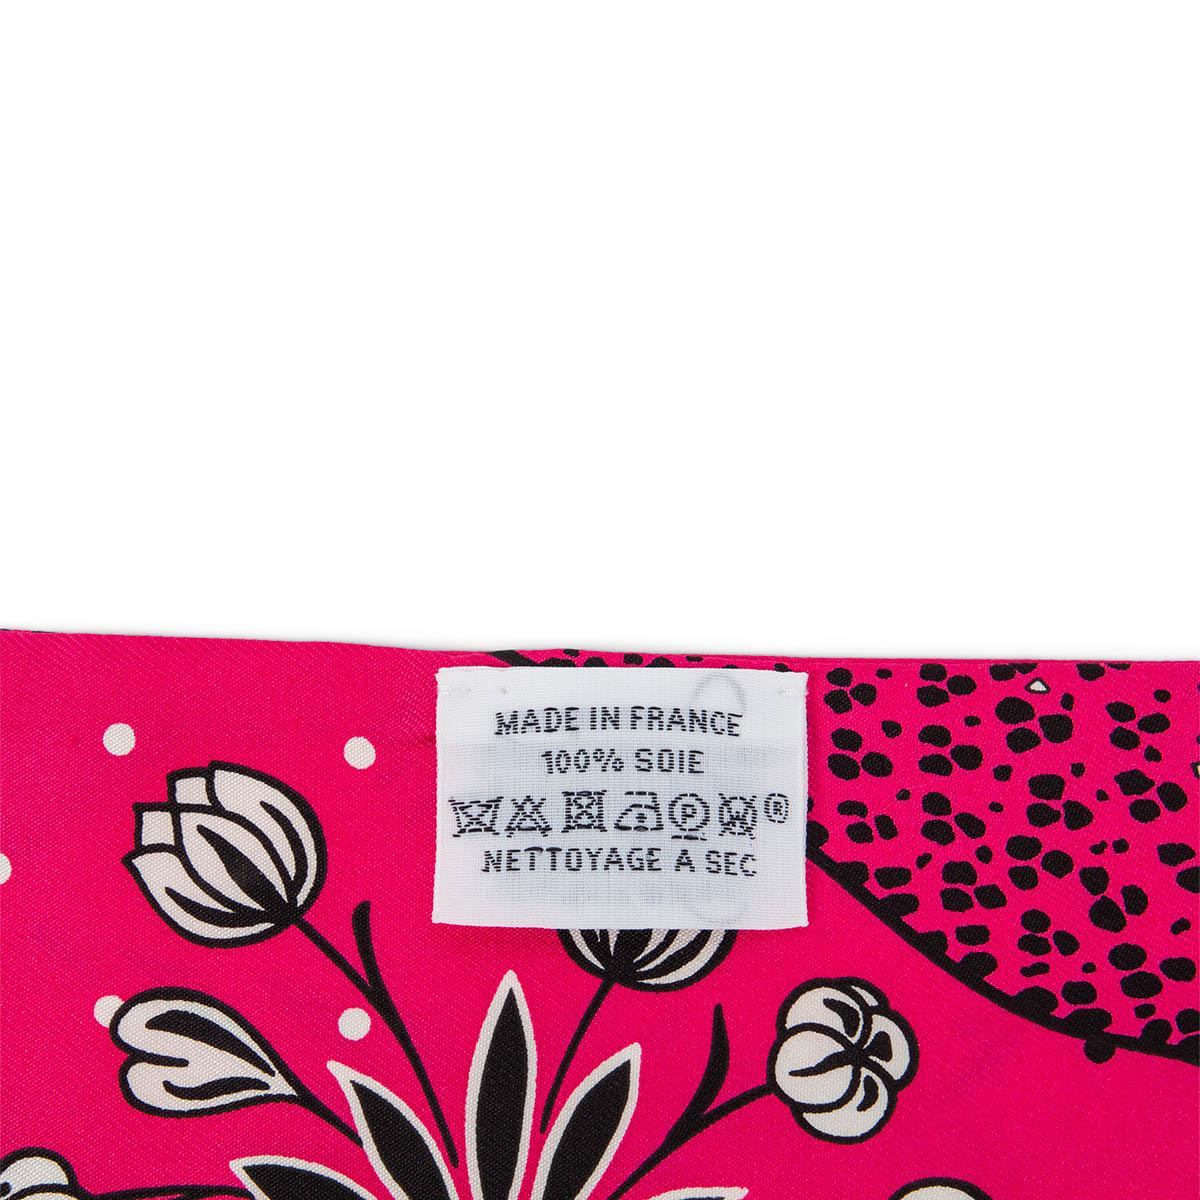 MADE IN FRANCE
100% SOIE
®
NETTOYAGE A SEC